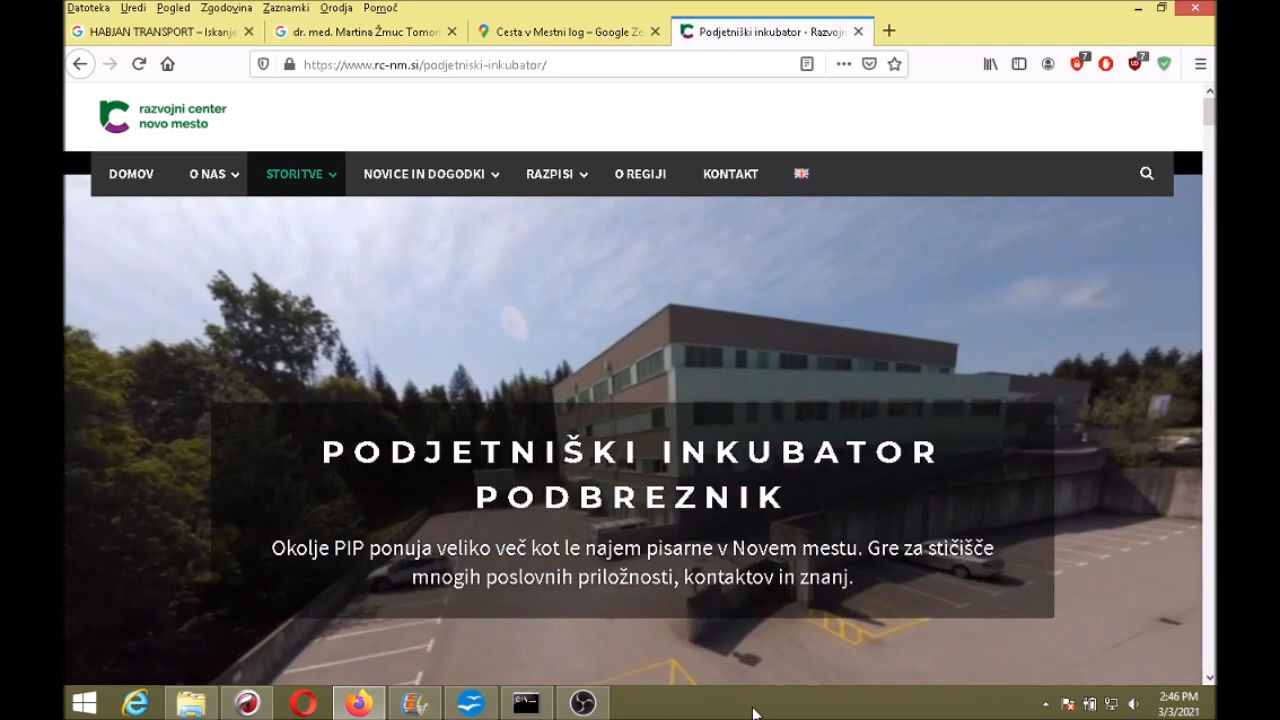 Datoteka Uredi Pogled Zgodovina Zaznamki Orodja Pomoč
HABJAN TRANSPORT – Iskanje
dr. med. Martina Žmuc Tomor
Cesta v Mestni log – Google Ze
Podjetniški inkubator - Razvojn
https://www.rc-nm.si/podjetniski-inkubator/
7
7
razvojni center
novo mesto
DOMOV O NAS STORITVE NOVICE IN DOGODKI RAZPISI O REGIJI KONTAKT
PODJETNIŠKI INKUBATOR
PODBREZNIK
Okolje PIP ponuja veliko več kot le najem pisarne v Novem mestu. Gre za stičišče
mnogih poslovnih priložnosti, kontaktov in znanj.
2:46 PM
3/3/2021